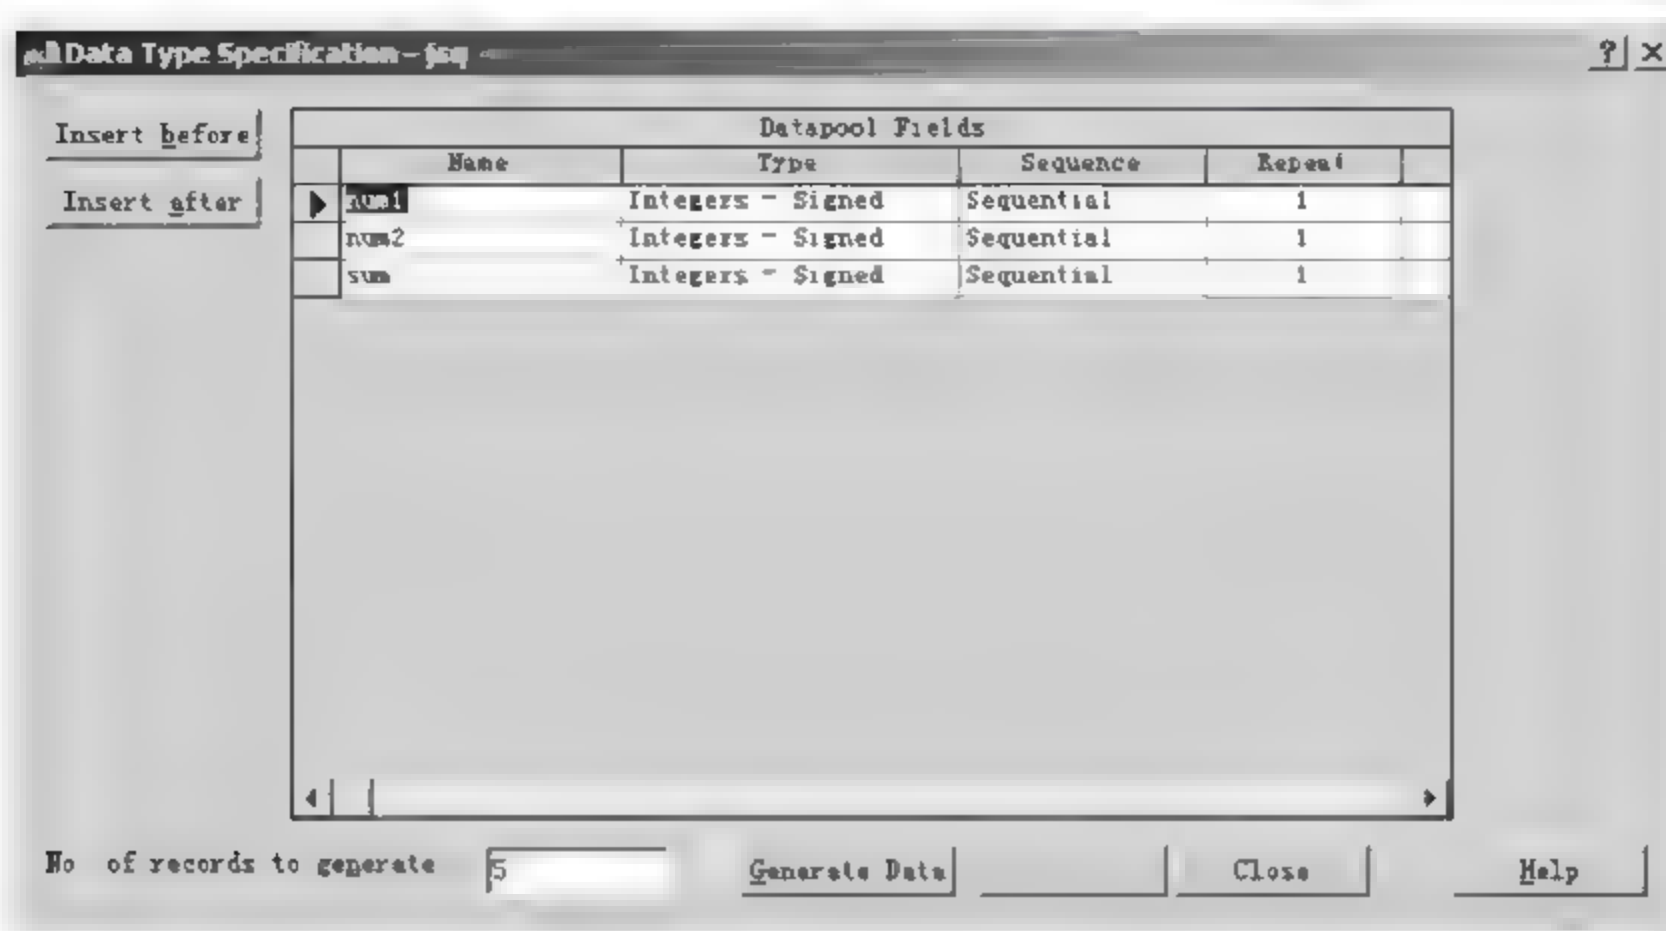 Data Type Specification - jsq
Insert before
Insert after
Datapool Fields
Name Type Sequence Repeat
num1 Integers - Signed Sequential 1
num2 Integers - Signed Sequential 1
sum Integers - Signed Sequential 1
No of records to generate 5 Generate Data Close Help